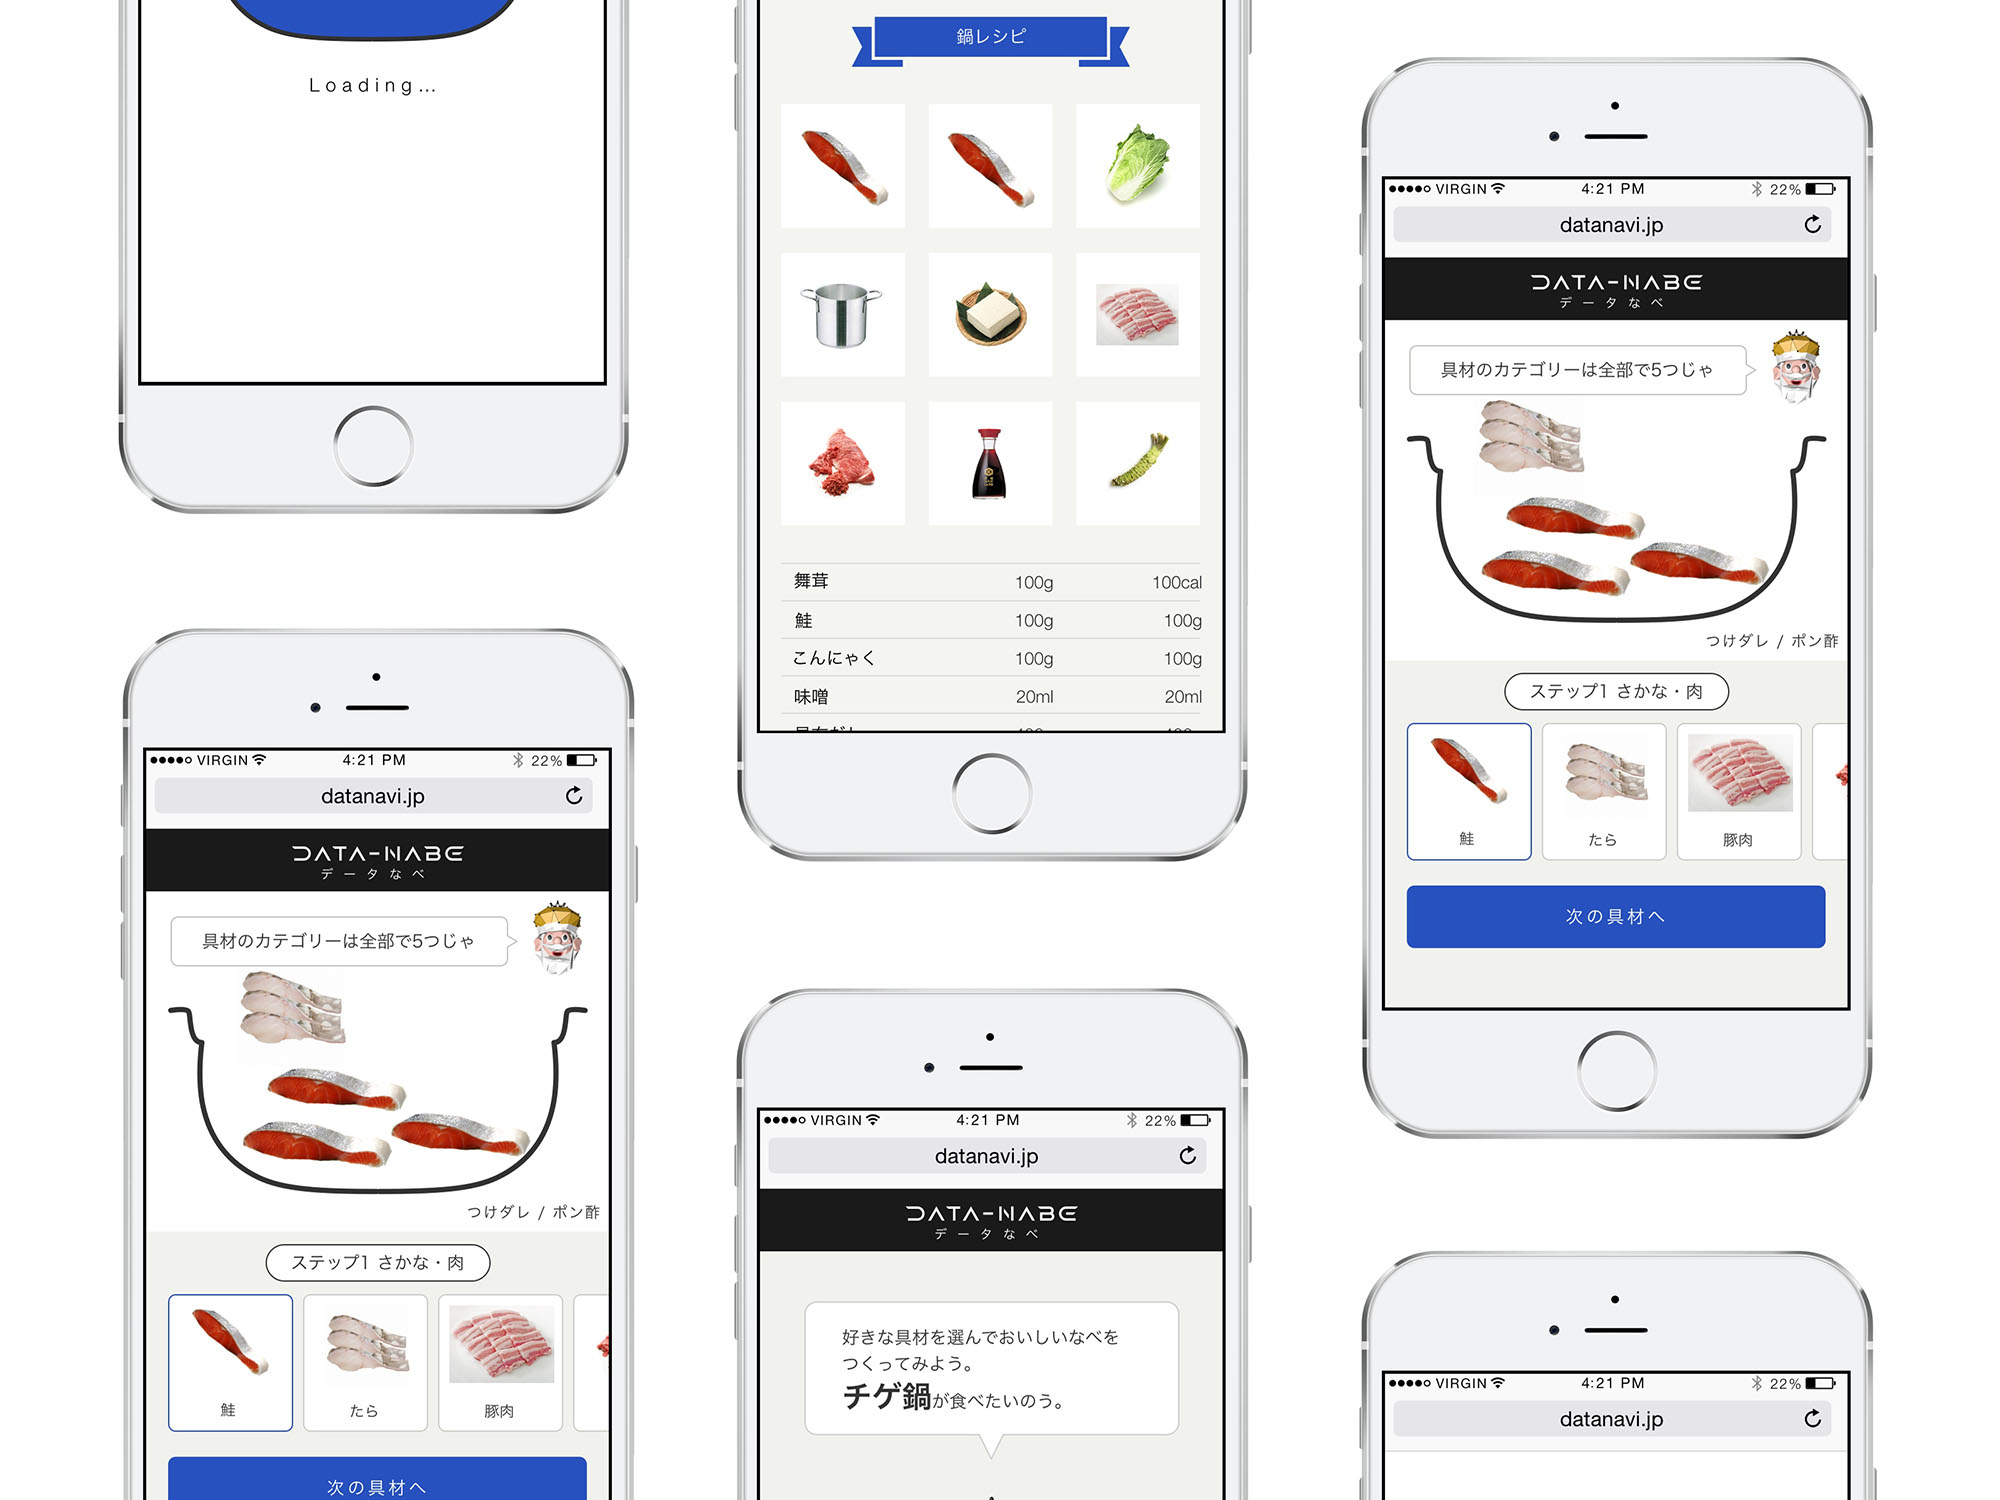 Loading…
VIRGIN 4:21 PM 22%
datanavi.jp
DATA-NABE
データなべ
具材のカテゴリーは全部で5つじゃ
つけダレ / ポン酢
ステップ1 さかな・肉
鮭 たら 豚肉
次の具材へ
鍋レシピ
舞茸 100g 100cal
鮭 100g 100g
こんにゃく 100g 100g
味噌 20ml 20ml
VIRGIN 4:21 PM 22%
datanavi.jp
DATA-NABE
データなべ
好きな具材を選んでおいしいなべを
つくってみよう。
チゲ鍋が食べたいのう。
VIRGIN 4:21 PM 22%
datanavi.jp
DATA-NABE
データなべ
具材のカテゴリーは全部で5つじゃ
つけダレ / ポン酢
ステップ1 さかな・肉
鮭 たら 豚肉
次の具材へ
VIRGIN 4:21 PM 22%
datanavi.jp